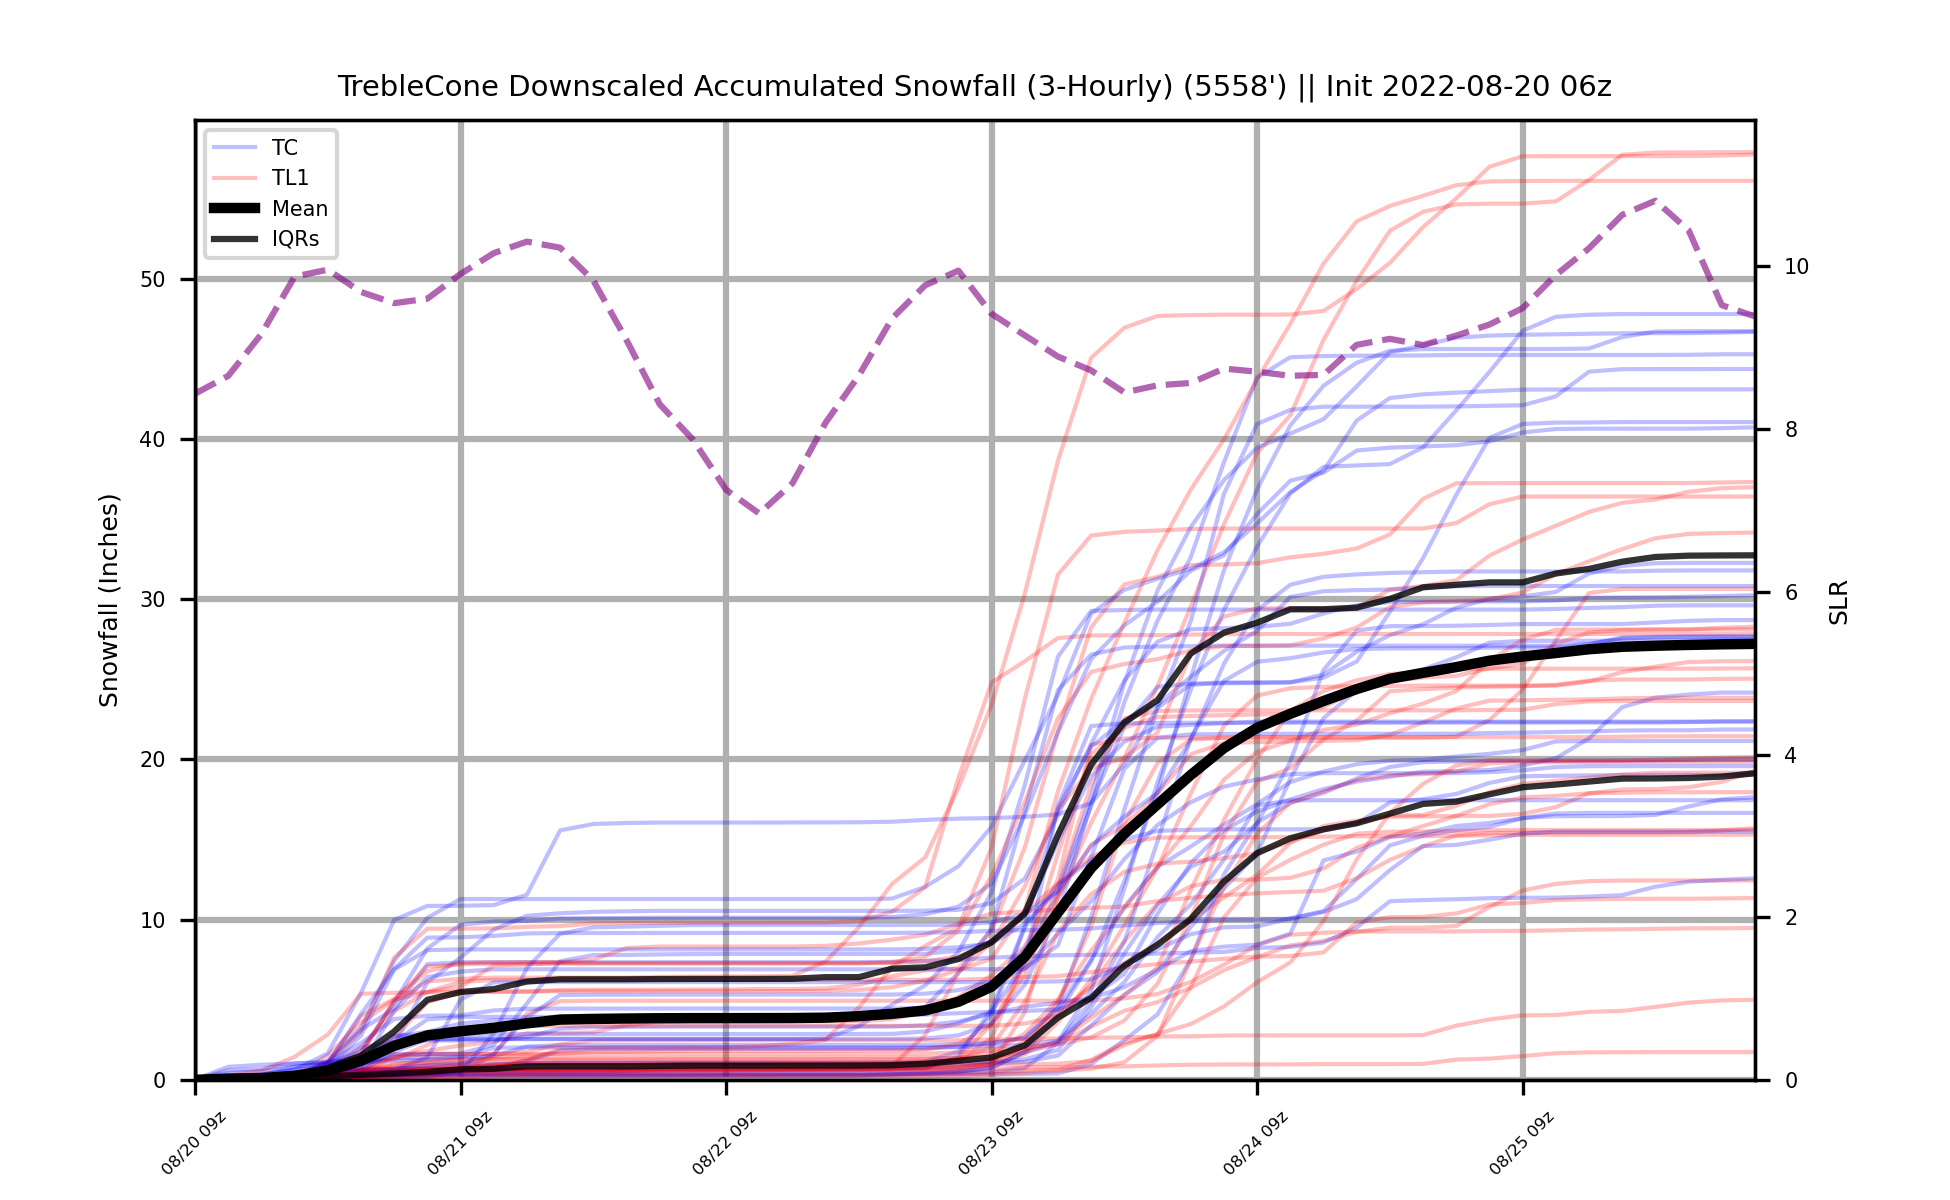 TrebleCone Downscaled Accumulated Snowfall (3-Hourly) (5558') || Init 2022-08-20 06z
TC
TL1
Mean
IQRs
Snowfall (Inches)
50
40
30
20
10
0
10
8
6
4
2
0
SLR
08/20 09z
08/21 09z
08/22 09z
08/23 09z
08/24 09z
08/25 09z